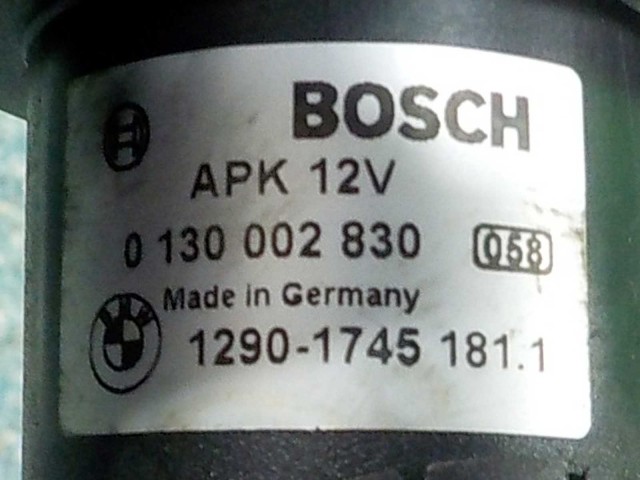 BOSCH
APK 12V
0 130 002 830 058
Made in Germany
1290-1745 181.1